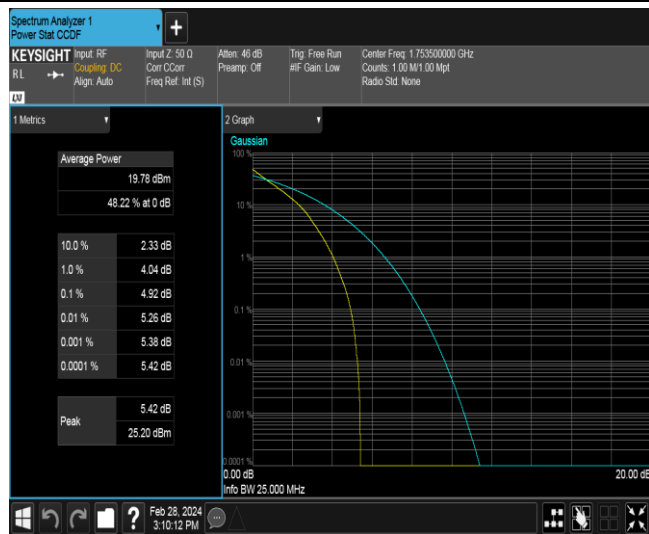 Spectrum Analyzer 1
Power Stat CCDF
+
KEYSIGHT
RL
Input: RF
Coupling: DC
Align: Auto
Input Z: 50 Ω
Corr CCorr
Freq Ref: Int (S)
Atten: 46 dB
Preamp: Off
Trig: Free Run
#IF Gain: Low
Center Freq: 1.753500000 GHz
Counts: 1.00 M/1.00 Mpt
Radio Std: None
LXI
1 Metrics
Average Power
19.78 dBm
48.22 % at 0 dB
10.0 % 2.33 dB
1.0 % 4.04 dB
0.1 % 4.92 dB
0.01 % 5.26 dB
0.001 % 5.38 dB
0.0001 % 5.42 dB
Peak
5.42 dB
25.20 dBm
2 Graph
Gaussian
100 %
10 %
1 %
0.1 %
0.01 %
0.001 %
0.0001 %
0.00 dB 20.00 dB
Info BW 25.000 MHz
?
Feb 28, 2024
3:10:12 PM